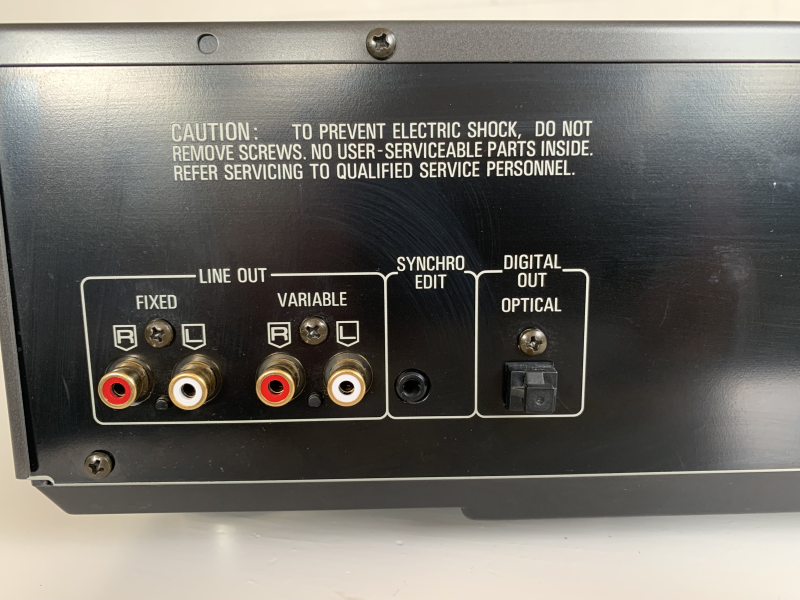 CAUTION: TO PREVENT ELECTRIC SHOCK, DO NOT
REMOVE SCREWS. NO USER-SERVICEABLE PARTS INSIDE.
REFER SERVICING TO QUALIFIED SERVICE PERSONNEL.
LINE OUT
FIXED
VARIABLE
R
L
R
L
SYNCHRO
EDIT
DIGITAL
OUT
OPTICAL